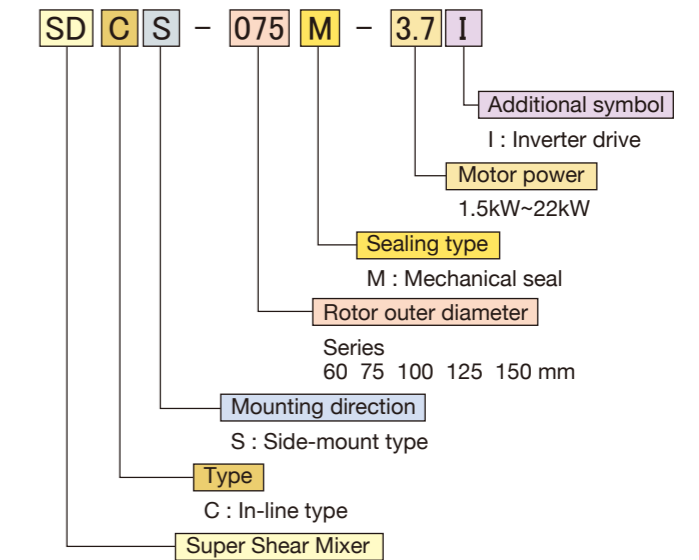 SD C S - 075 M - 3.7 I
Additional symbol
I : Inverter drive
Motor power
1.5kW~22kW
Sealing type
M : Mechanical seal
Rotor outer diameter
Series
60 75 100 125 150 mm
Mounting direction
S : Side-mount type
Type
C : In-line type
Super Shear Mixer